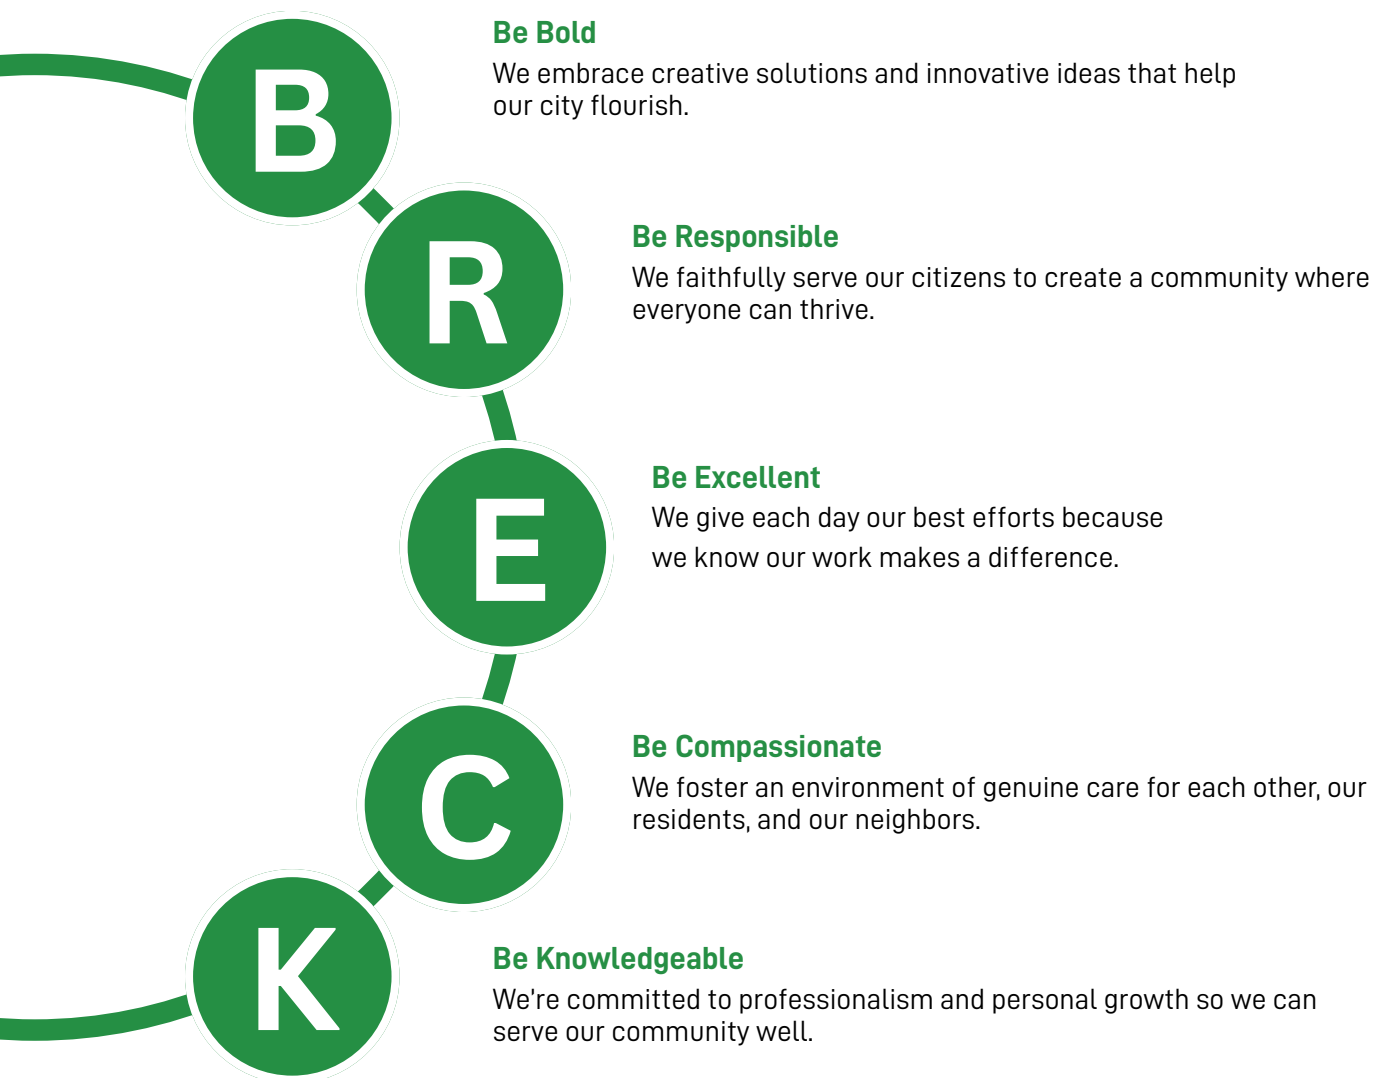 B
Be Bold
We embrace creative solutions and innovative ideas that help
our city flourish.
R
Be Responsible
We faithfully serve our citizens to create a community where
everyone can thrive.
E
Be Excellent
We give each day our best efforts because
we know our work makes a difference.
C
Be Compassionate
We foster an environment of genuine care for each other, our
residents, and our neighbors.
K
Be Knowledgeable
We're committed to professionalism and personal growth so we can
serve our community well.